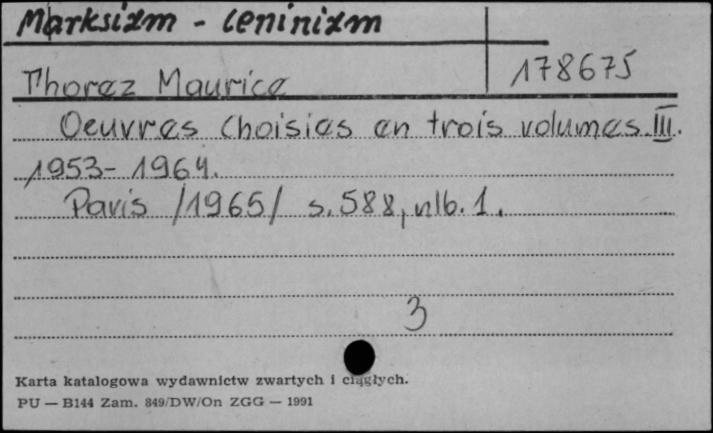 Marksizm - leninizm
Thorez Maurice 178675
Oeuvres choisies en trois volumes III.
1953-1964.
Paris /1965/ s. 588, nlb. 1.
3
Karta katalogowa wydawnictw zwartych i ciągłych.
PU — B144 Zam. 849/DW/On ZGG — 1991